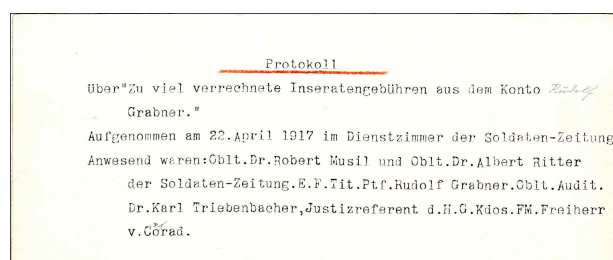 Protokoll
Über"Zu viel verrechnete Inseratengebühren aus dem Konto Rudolf
Grabner."
Aufgenommen am 22.April 1917 im Dienstzimmer der Soldaten-Zeitung
Anwesend waren:Oblt.Dr.Robert Musil und Oblt.Dr.Albert Ritter
der Soldaten-Zeitung.E.F.Tit.Ptf.Rudolf Grabner.Oblt.Audit.
Dr.Karl Triebenbacher,Justizreferent d.H.G.Kdos.FM.Freiherr
v.Conrad.